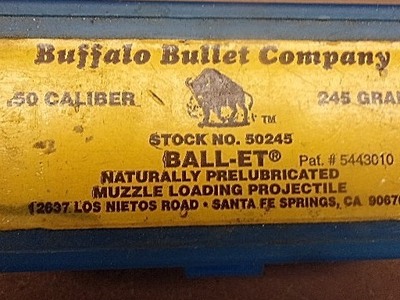 Buffalo Bullet Company
.50 CALIBER 245 GRAI
TM
STOCK NO. 50245
BALL-ET® Pat. # 5443010
NATURALLY PRELUBRICATED
MUZZLE LOADING PROJECTILE
12637 LOS NIETOS ROAD • SANTA FE SPRINGS, CA 9067